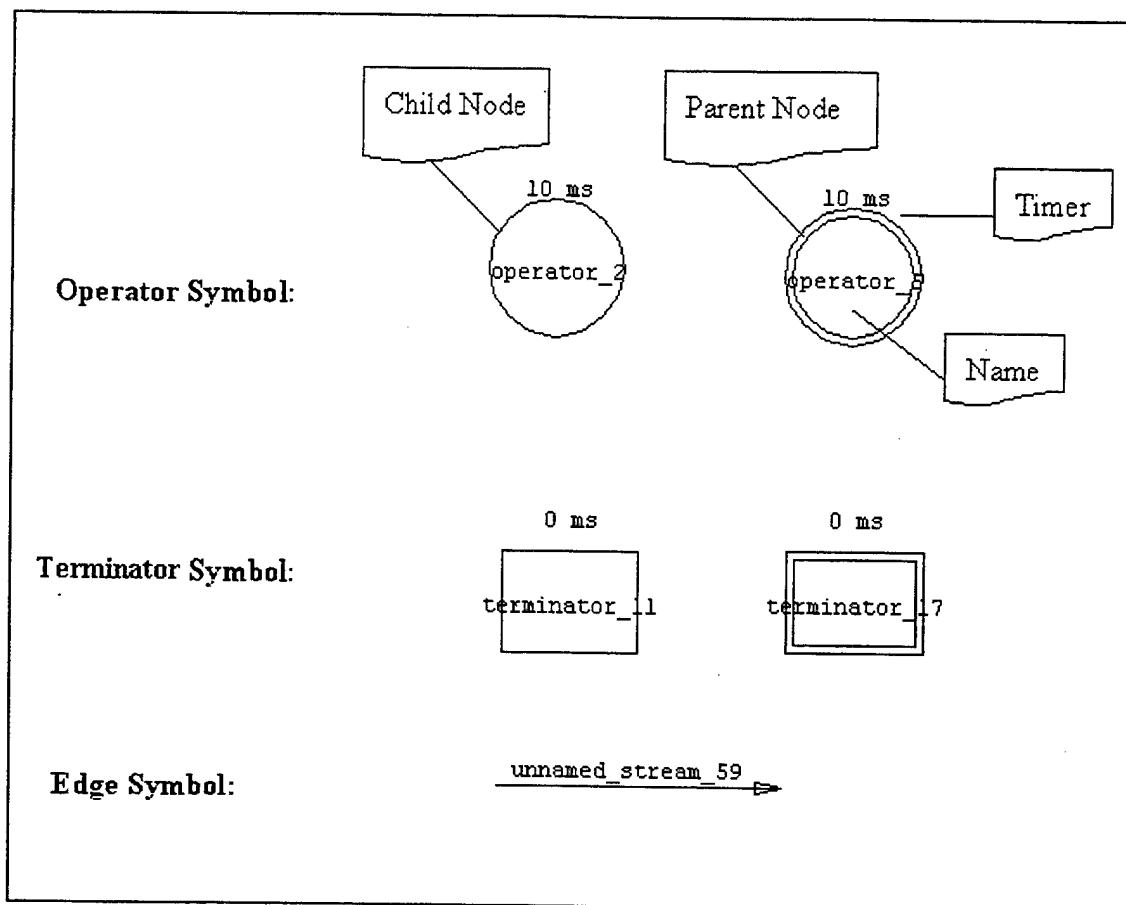 Child Node
Parent Node
10 ms
10 ms
Timer
operator_2
Operator Symbol:
Name
0 ms
0 ms
Terminator Symbol:
terminator_11
terminator_17
Edge Symbol:
unnamed_stream_59